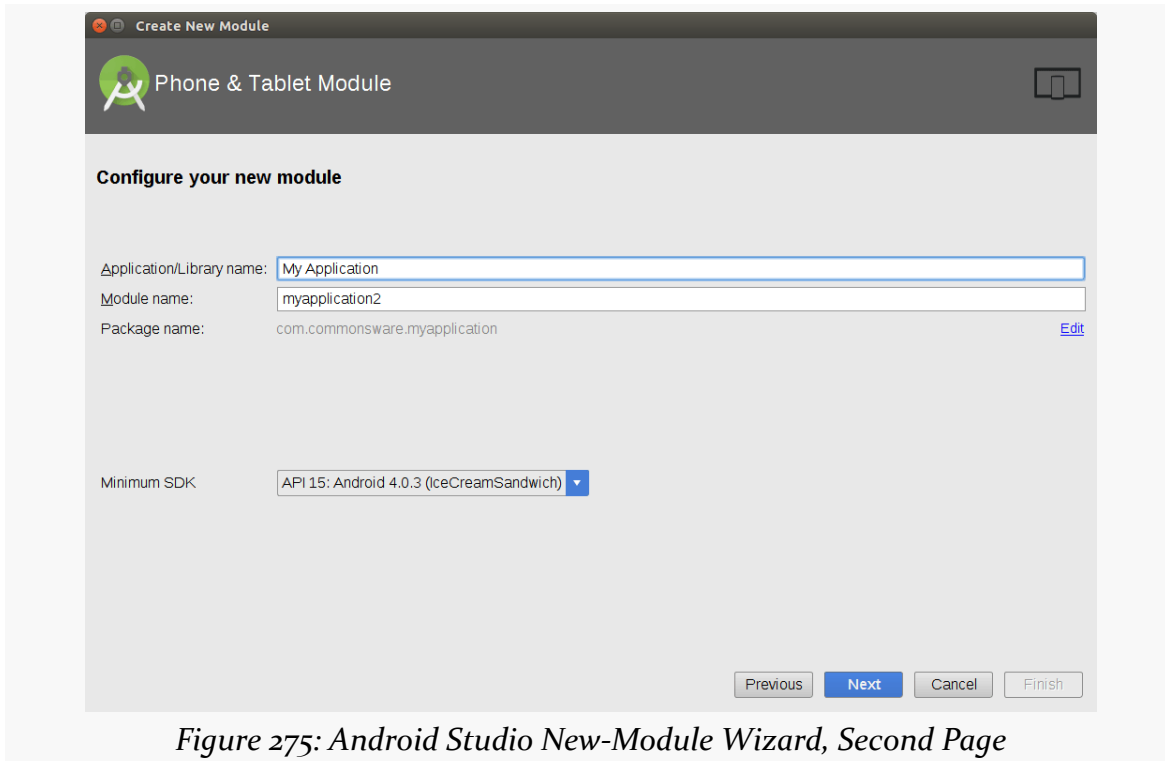 Create New Module
Phone & Tablet Module
Configure your new module
Application/Library name: My Application
Module name: myapplication2
Package name: com.commonsware.myapplication Edit
Minimum SDK API 15: Android 4.0.3 (IceCreamSandwich)
Previous Next Cancel Finish
Figure 275: Android Studio New-Module Wizard, Second Page